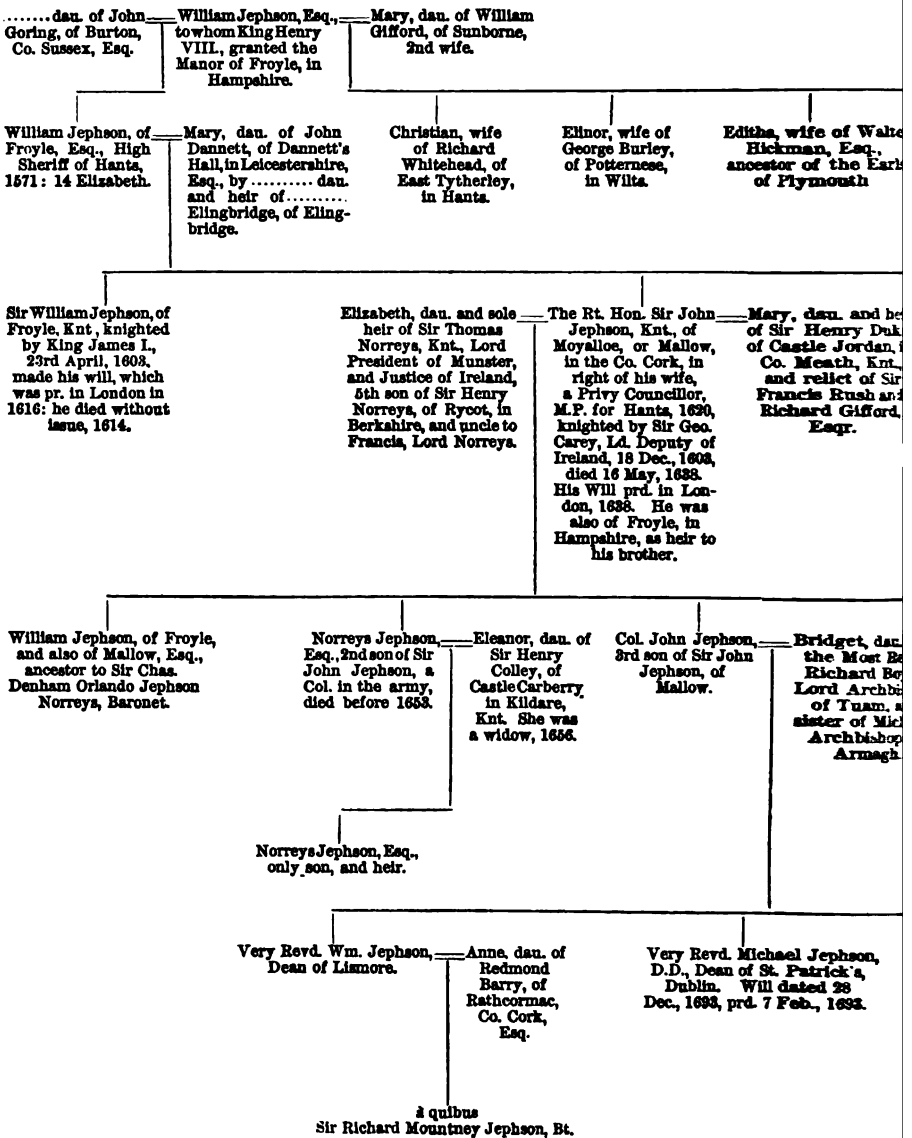 ........ dau. of John
Goring, of Burton,
Co. Sussex, Esq.
William Jephson, Esq.,
to whom King Henry
VIII., granted the
Manor of Froyle, in
Hampshire.
Mary, dau. of William
Gifford, of Sunborne,
2nd wife.
William Jephson, of
Froyle, Esq., High
Sheriff of Hants,
1571: 14 Elizabeth.
Mary, dau. of John
Dannett, of Dannett's
Hall, in Leicestershire,
Esq., by .......... dau.
and heir of ..........
Elingbridge, of Eling-
bridge.
Christian, wife
of Richard
Whitehead, of
East Tytherley,
in Hants.
Elinor, wife of
George Burley,
of Potternese,
in Wilts.
Editha, wife of Walte
Hickman, Esq.,
ancestor of the Earls
of Plymouth
Sir William Jephson, of
Froyle, Knt, knighted
by King James I.,
23rd April, 1603.
made his will, which
was pr. in London in
1616: he died without
issue, 1614.
Elizabeth, dau. and sole
heir of Sir Thomas
Norreys, Knt., Lord
President of Munster,
and Justice of Ireland,
5th son of Sir Henry
Norreys, of Rycot, in
Berkshire, and uncle to
Francis, Lord Norreys.
The Rt. Hon. Sir John
Jephson, Knt., of
Moyalloe, or Mallow,
in the Co. Cork, in
right of his wife,
a Privy Councillor,
M.P. for Hants, 1620,
knighted by Sir Geo.
Carey, Ld. Deputy of
Ireland, 18 Dec., 1603,
died 16 May, 1638.
His Will prd. in Lon-
don, 1638. He was
also of Froyle, in
Hampshire, as heir to
his brother.
Mary, dau. and he
of Sir Henry Duk
of Castle Jordan, i
Co. Meath, Knt.,
and relict of Sir
Francis Rush and
Richard Gifford,
Esqr.
William Jephson, of Froyle,
and also of Mallow, Esq.,
ancestor to Sir Chas.
Denham Orlando Jephson
Norreys, Baronet.
Norreys Jephson,
Esq., 2nd son of Sir
John Jephson, a
Col. in the army,
died before 1653.
Eleanor, dau. of
Sir Henry
Colley, of
Castle Carberry
in Kildare,
Knt. She was
a widow, 1656.
Col. John Jephson,
3rd son of Sir John
Jephson, of
Mallow.
Bridget, dau.
the Most Re
Richard Bo
Lord Archbi
of Tuam, a
sister of Mic
Archbishop
Armagh.
Norreys Jephson, Esq.,
only son, and heir.
Very Revd. Wm. Jephson,
Dean of Lismore.
Anne, dau. of
Redmond
Barry, of
Rathcormac,
Co. Cork,
Esq.
Very Revd. Michael Jephson,
D.D., Dean of St. Patrick's,
Dublin. Will dated 28
Dec., 1693, prd. 7 Feb., 1693.
à quibus
Sir Richard Mountney Jephson, Bt.